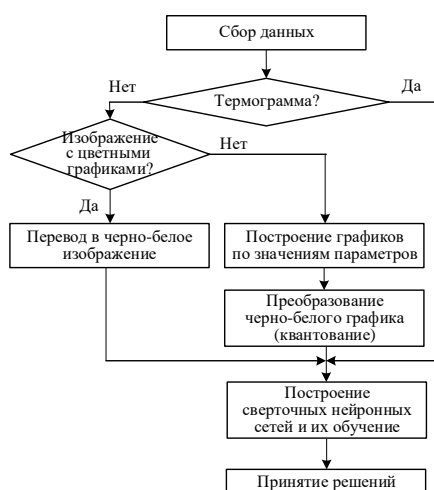 Сбор данных
Нет
Да
Термограмма?
Изображение
с цветными
графиками?
Нет
Да
Перевод в черно-белое
изображение
Построение графиков
по значениям параметров
Преобразование
черно-белого графика
(квантование)
Построение
сверточных нейронных
сетей и их обучение
Принятие решений